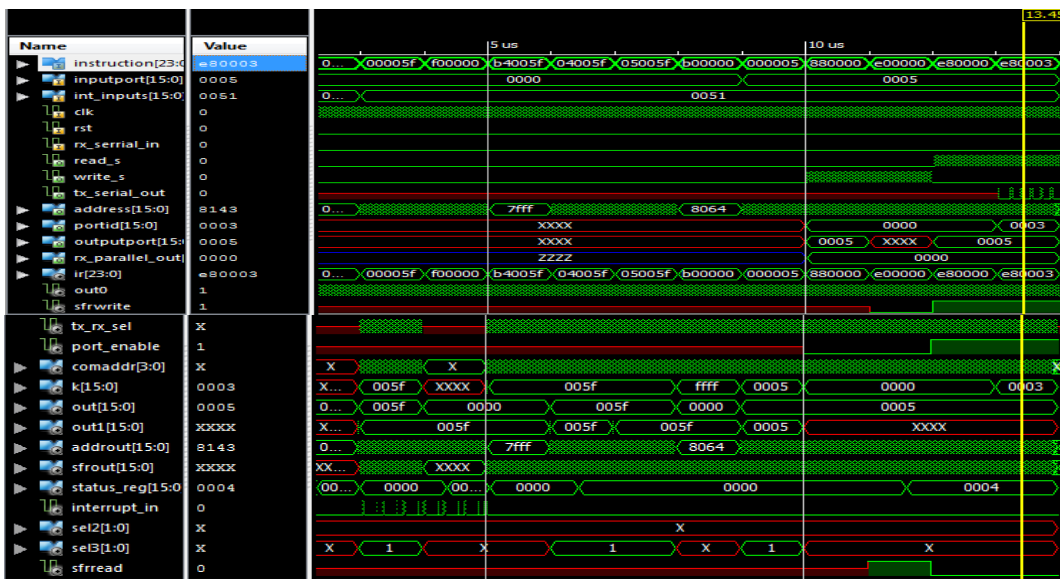 13.45
Name Value 5 us 10 us
instruction[23:0 e80003 0... 00005f f00000 b4005f 04005f 05005f b00000 000005 880000 e00000 e80000 e80003
inputport[15:0] 0005 0000 0005
int_inputs[15:0 0051 0... 0051
clk 0
rst 0
rx_serrial_in 0
read_s 0
write_s 0
tx_serial_out 0
address[15:0] 8143 0... 7fff 8064
portid[15:0] 0003 XXXX 0000 0003
outputport[15: 0005 XXXX 0005 XXXX 0005
rx_parallel_out[ 0000 ZZZZ 0000
ir[23:0] e80003 0... 00005f f00000 b4005f 04005f 05005f b00000 000005 880000 e00000 e80000 e80003
out0 1
sfrwrite 1
tx_rx_sel X
port_enable 1
comaddr[3:0] X X X X
k[15:0] 0003 X... 005f XXXX 005f ffff 0005 0000 0003
out[15:0] 0005 0... 005f 0000 005f 0000 0005
out1[15:0] XXXX X... 005f 005f 005f 0005 XXXX
addrout[15:0] 8143 0... 7fff 8064
sfrout[15:0] XXXX XX... XXXX
status_reg[15:0 0004 00... 0000 00... 0000 0000 0004
interrupt_in 0
sel2[1:0] X X
sel3[1:0] X X 1 X 1 X 1 X
sfrread 0